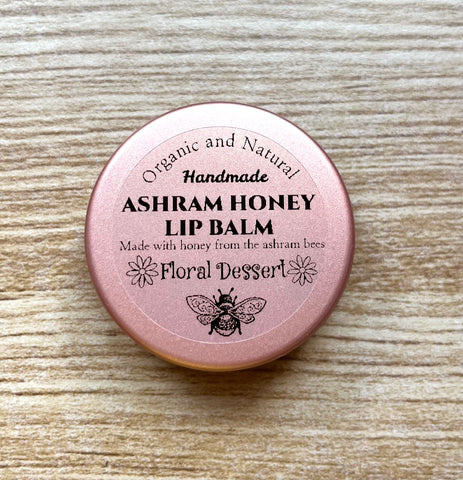 Organic and Natural
Handmade
ASHRAM HONEY
LIP BALM
Made with honey from the ashram bees
Floral Dessert